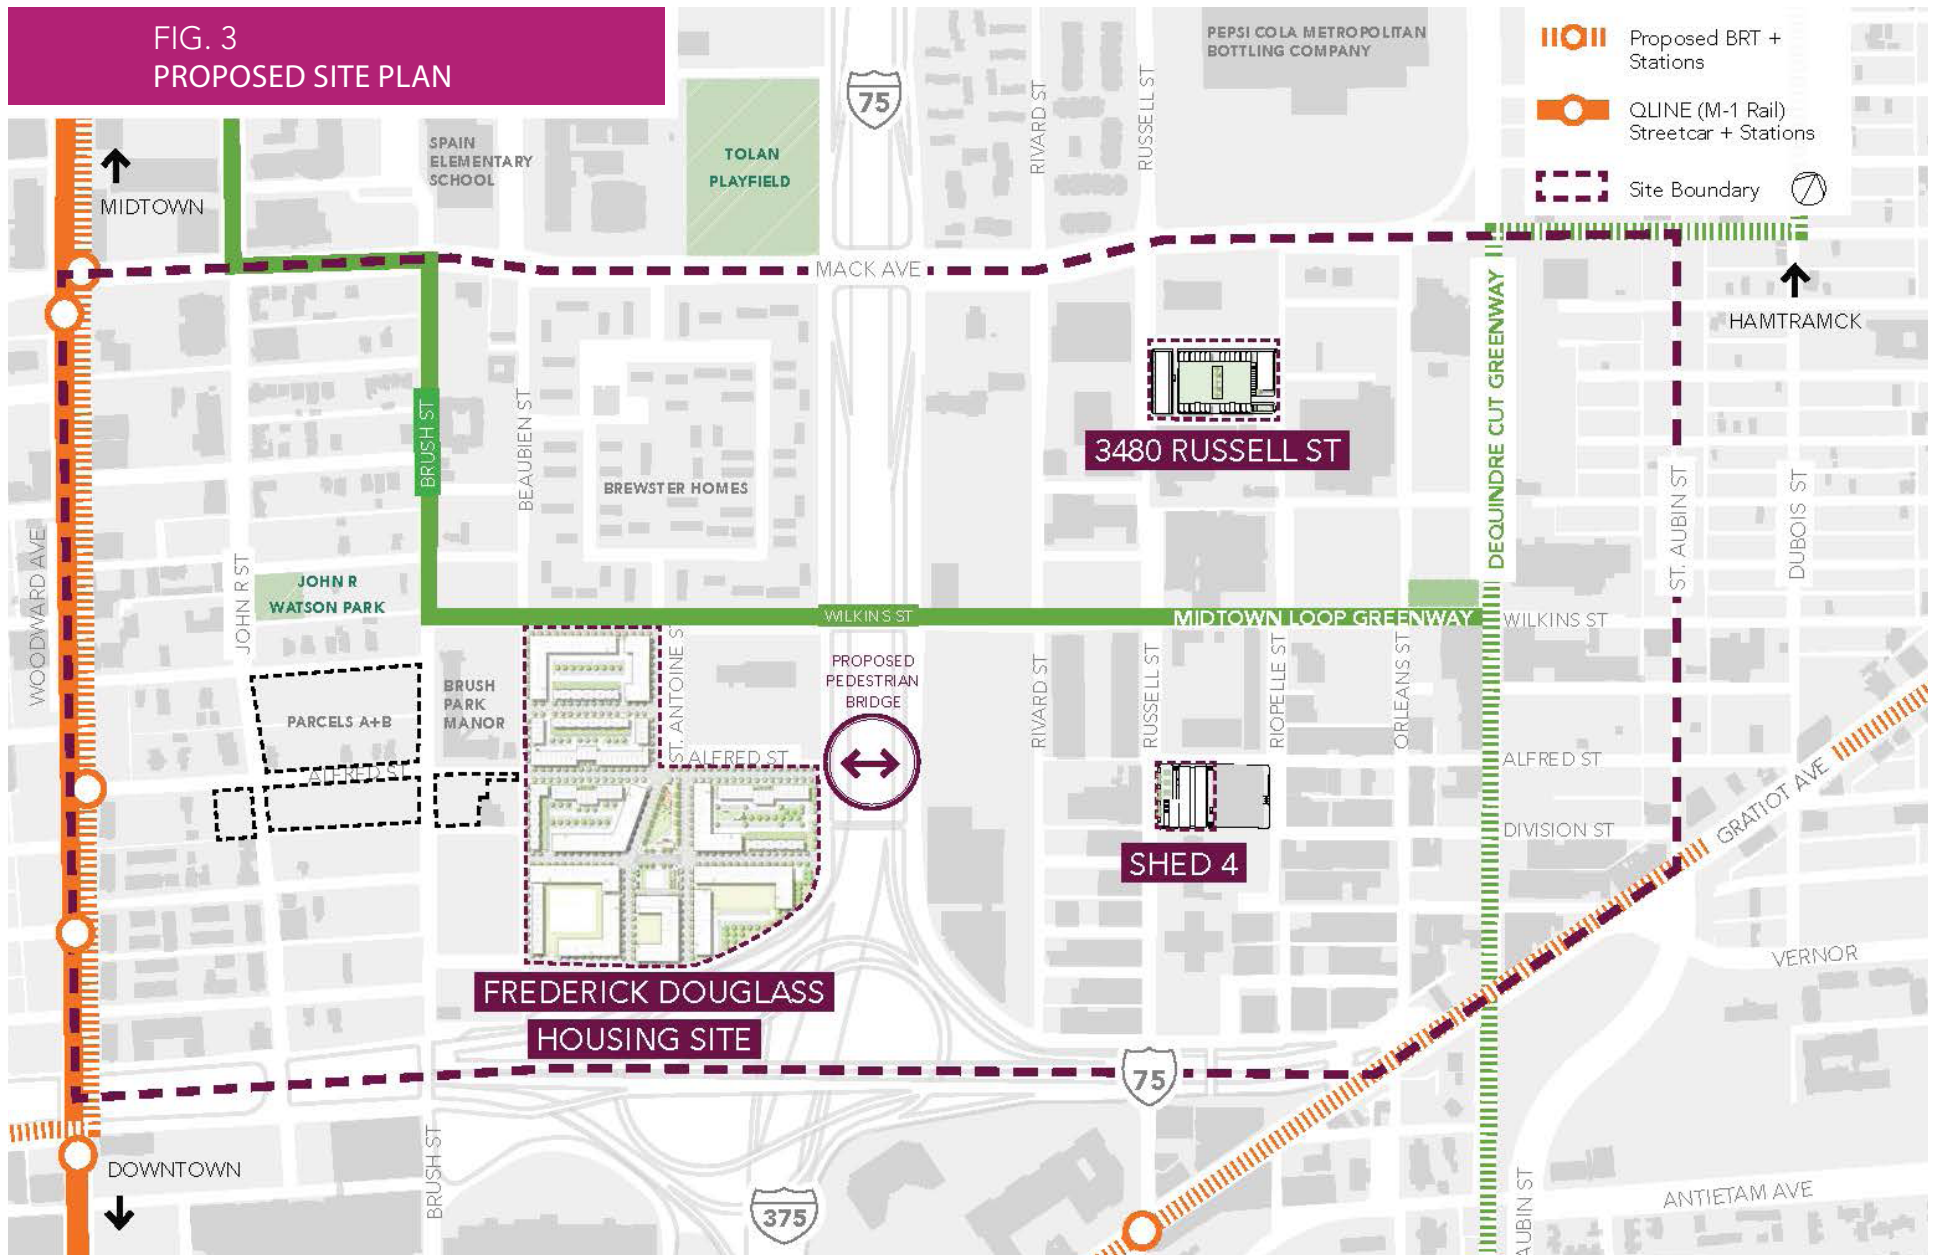 FIG. 3
PROPOSED SITE PLAN
PEPSI COLA METROPOLITAN
BOTTLING COMPANY
Proposed BRT +
Stations
QLINE (M-1 Rail)
Streetcar + Stations
Site Boundary
75
RIVARD ST
RUSSELL ST
SPAIN
ELEMENTARY
SCHOOL
TOLAN
PLAYFIELD
MIDTOWN
MACK AVE
HAMTRAMCK
DEQUINDRE CUT GREENWAY
BRUSH ST
BEAUBIEN ST
BREWSTER HOMES
3480 RUSSELL ST
ST. AUBIN ST
DUBOIS ST
WOODWARD AVE
JOHN R ST
JOHN R
WATSON PARK
WILKINS ST
MIDTOWN LOOP GREENWAY
WILKINS ST
ST. ANTOINE S
PROPOSED
PEDESTRIAN
BRIDGE
RIVARD ST
RUSSELL ST
RIOPELLE ST
ORLEANS ST
PARCELS A+B
BRUSH
PARK
MANOR
ALFRED ST
ALFRED ST
ALFRED ST
DIVISION ST
GRATIOT AVE
SHED 4
VERNOR
FREDERICK DOUGLASS
HOUSING SITE
75
DOWNTOWN
BRUSH ST
375
AUBIN ST
ANTIETAM AVE